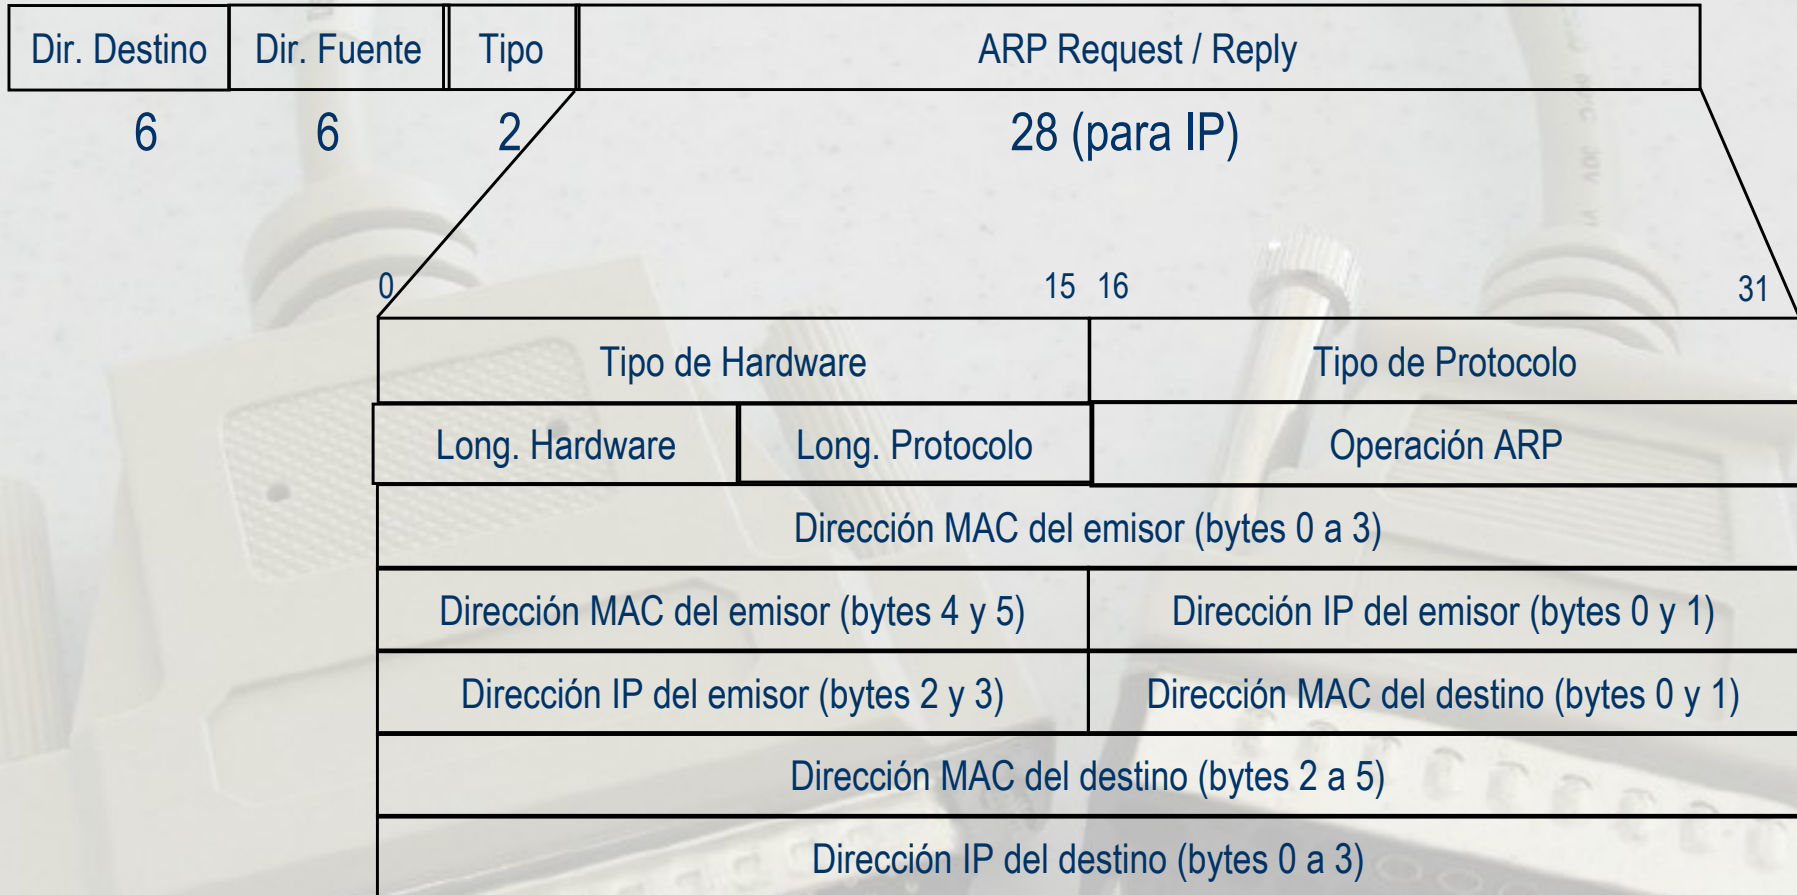 Dir. Destino Dir. Fuente Tipo ARP Request / Reply
6 6 2 28 (para IP)
0 15 16 31
Tipo de Hardware Tipo de Protocolo
Long. Hardware Long. Protocolo Operación ARP
Dirección MAC del emisor (bytes 0 a 3)
Dirección MAC del emisor (bytes 4 y 5) Dirección IP del emisor (bytes 0 y 1)
Dirección IP del emisor (bytes 2 y 3) Dirección MAC del destino (bytes 0 y 1)
Dirección MAC del destino (bytes 2 a 5)
Dirección IP del destino (bytes 0 a 3)